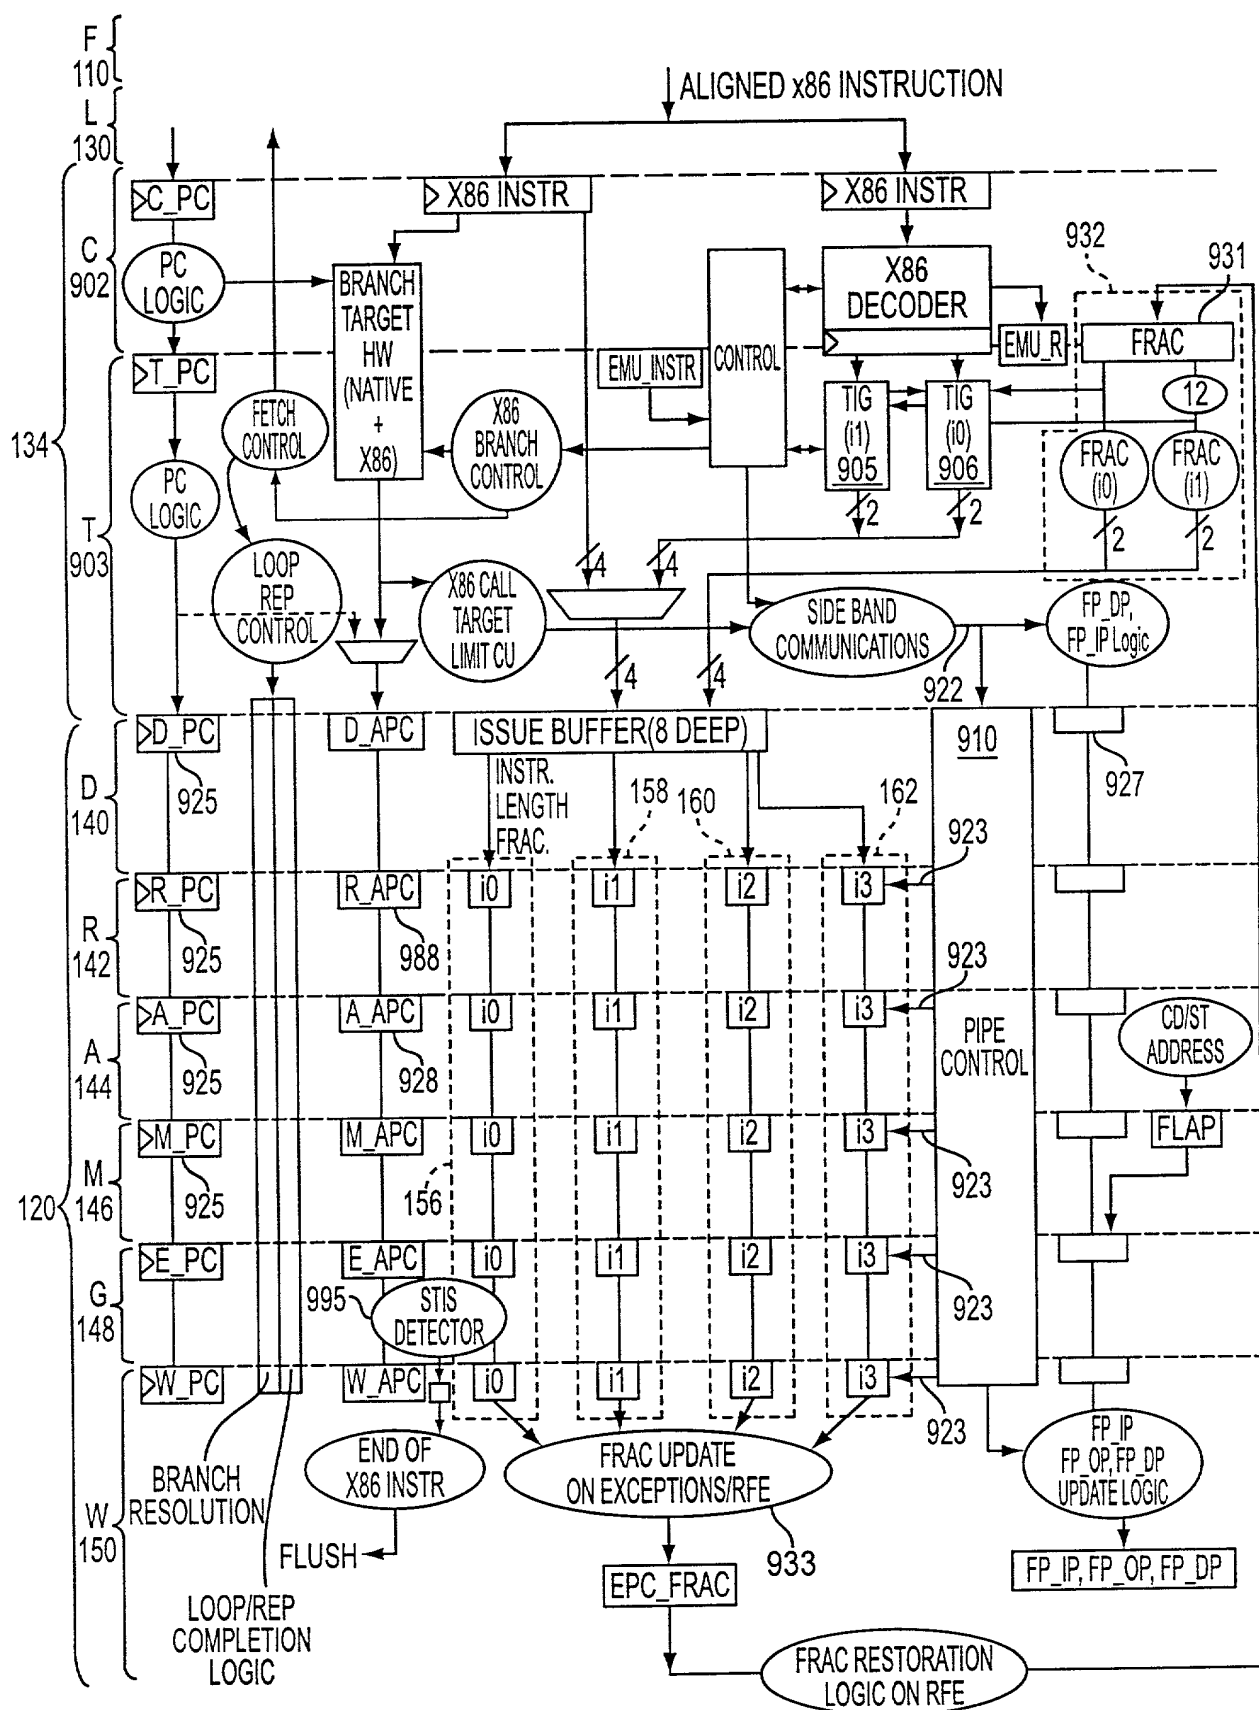 F
110
ALIGNED x86 INSTRUCTION
L
130
C_PC
X86 INSTR
X86 INSTR
C
902
PC
LOGIC
BRANCH
TARGET
HW
(NATIVE
+
X86)
CONTROL
X86
DECODER
932
931
EMU_R
FRAC
12
T_PC
EMU_INSTR
134
FETCH
CONTROL
X86
BRANCH
CONTROL
TIG
(i1)
905
TIG
(i0)
906
FRAC
(i0)
FRAC
(i1)
PC
LOGIC
2
2
2
2
T
903
LOOP
REP
CONTROL
X86 CALL
TARGET
LIMIT CU
4
4
SIDE BAND
COMMUNICATIONS
FP_DP,
FP_IP Logic
4
4
922
D_PC
D_APC
ISSUE BUFFER(8 DEEP)
910
925
927
D
140
INSTR.
LENGTH
FRAC.
158
160
162
923
R_PC
R_APC
i0
i1
i2
i3
R
142
925
988
923
A_PC
A_APC
i0
i1
i2
i3
PIPE
CONTROL
CD/ST
ADDRESS
A
144
925
928
M_PC
M_APC
i0
i1
i2
i3
FLAP
M
146
925
156
923
120
E_PC
E_APC
i0
i1
i2
i3
G
148
995
STIS
DETECTOR
923
W_PC
W_APC
i0
i1
i2
i3
923
W
150
BRANCH
RESOLUTION
END OF
X86 INSTR
FRAC UPDATE
ON EXCEPTIONS/RFE
FP_IP
FP_OP, FP_DP
UPDATE LOGIC
FLUSH
933
EPC_FRAC
FP_IP, FP_OP, FP_DP
LOOP/REP
COMPLETION
LOGIC
FRAC RESTORATION
LOGIC ON RFE